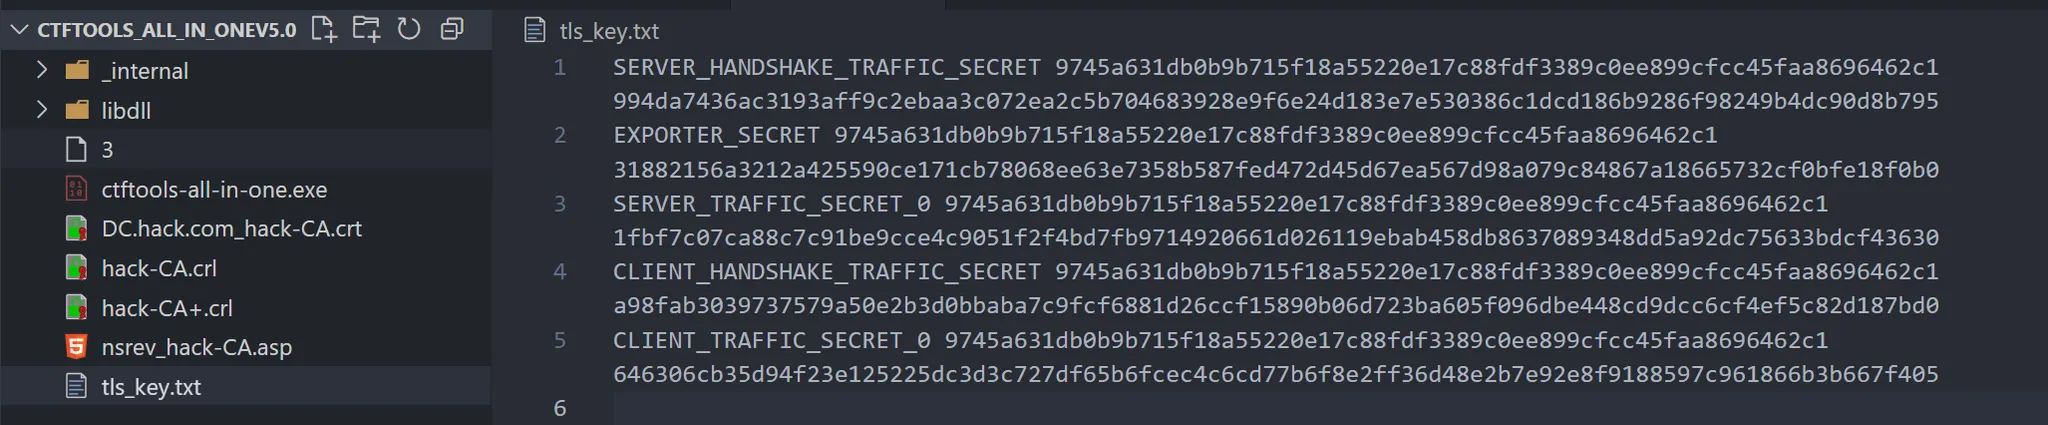 CTFTOOLS_ALL_IN_ONEV5.0
_internal
libdll
3
ctftools-all-in-one.exe
DC.hack.com_hack-CA.crt
hack-CA.crl
hack-CA+.crl
nsrev_hack-CA.asp
tls_key.txt
tls_key.txt
1 SERVER_HANDSHAKE_TRAFFIC_SECRET 9745a631db0b9b715f18a55220e17c88fdf3389c0ee899cfcc45faa8696462c1
994da7436ac3193aff9c2ebaa3c072ea2c5b704683928e9f6e24d183e7e530386c1dcd186b9286f98249b4dc90d8b795
2 EXPORTER_SECRET 9745a631db0b9b715f18a55220e17c88fdf3389c0ee899cfcc45faa8696462c1
31882156a3212a425590ce171cb78068ee63e7358b587fed472d45d67ea567d98a079c84867a18665732cf0bfe18f0b0
3 SERVER_TRAFFIC_SECRET_0 9745a631db0b9b715f18a55220e17c88fdf3389c0ee899cfcc45faa8696462c1
1fbf7c07ca88c7c91be9cce4c9051f2f4bd7fb9714920661d026119ebab458db8637089348dd5a92dc75633bdcf43630
4 CLIENT_HANDSHAKE_TRAFFIC_SECRET 9745a631db0b9b715f18a55220e17c88fdf3389c0ee899cfcc45faa8696462c1
a98fab3039737579a50e2b3d0bbaba7c9fcf6881d26ccf15890b06d723ba605f096dbe448cd9dcc6cf4ef5c82d187bd0
5 CLIENT_TRAFFIC_SECRET_0 9745a631db0b9b715f18a55220e17c88fdf3389c0ee899cfcc45faa8696462c1
646306cb35d94f23e125225dc3d3c727df65b6fcec4c6cd77b6f8e2ff36d48e2b7e92e8f9188597c961866b3b667f405
6